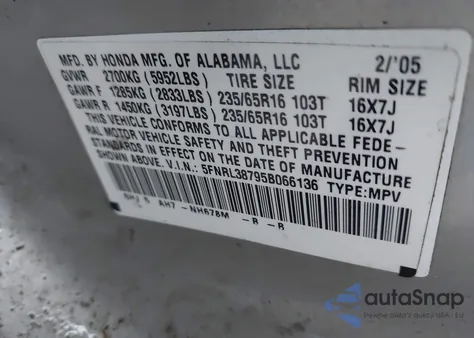 MFD. BY HONDA MFG. OF ALABAMA, LLC 2/'05
GVWR 2700KG (5952LBS) TIRE SIZE RIM SIZE
GAWR F 1285KG (2833LBS) 235/65R16 103T 16X7J
GAWR R 1450KG (3197LBS) 235/65R16 103T 16X7J
THIS VEHICLE CONFORMS TO ALL APPLICABLE FEDE-
RAL MOTOR VEHICLE SAFETY AND THEFT PREVENTION
STANDARDS IN EFFECT ON THE DATE OF MANUFACTURE
SHOWN ABOVE. V.I.N.: 5FNRL38795B066136 TYPE:MPV
AH7 -NH678M -B -B
autaSnap